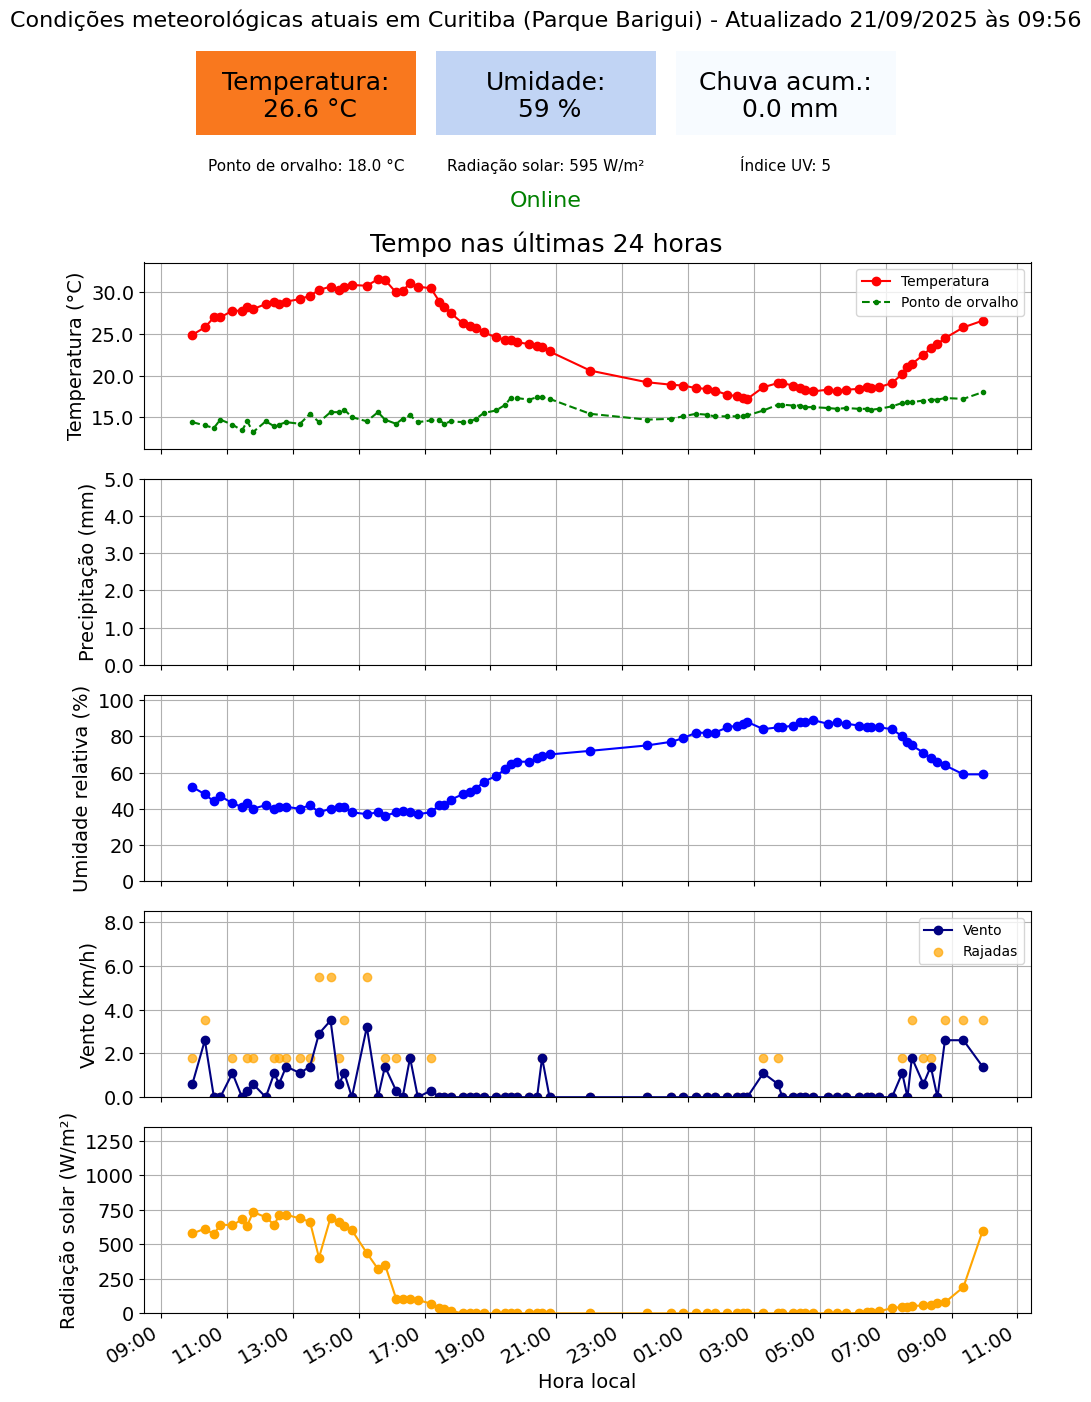 Condições meteorológicas atuais em Curitiba (Parque Barigui) - Atualizado 21/09/2025 às 09:56
Temperatura:
26.6 °C
Umidade:
59 %
Chuva acum.:
0.0 mm
Ponto de orvalho: 18.0 °C
Radiação solar: 595 W/m²
Índice UV: 5
Online
Tempo nas últimas 24 horas
Temperatura (°C)
30.0
25.0
20.0
15.0
Temperatura
Ponto de orvalho
Precipitação (mm)
5.0
4.0
3.0
2.0
1.0
0.0
Umidade relativa (%)
100
80
60
40
20
0
Vento (km/h)
8.0
6.0
4.0
2.0
0.0
Vento
Rajadas
Radiação solar (W/m²)
1250
1000
750
500
250
0
09:00
11:00
13:00
15:00
17:00
19:00
21:00
23:00
01:00
03:00
05:00
07:00
09:00
11:00
Hora local